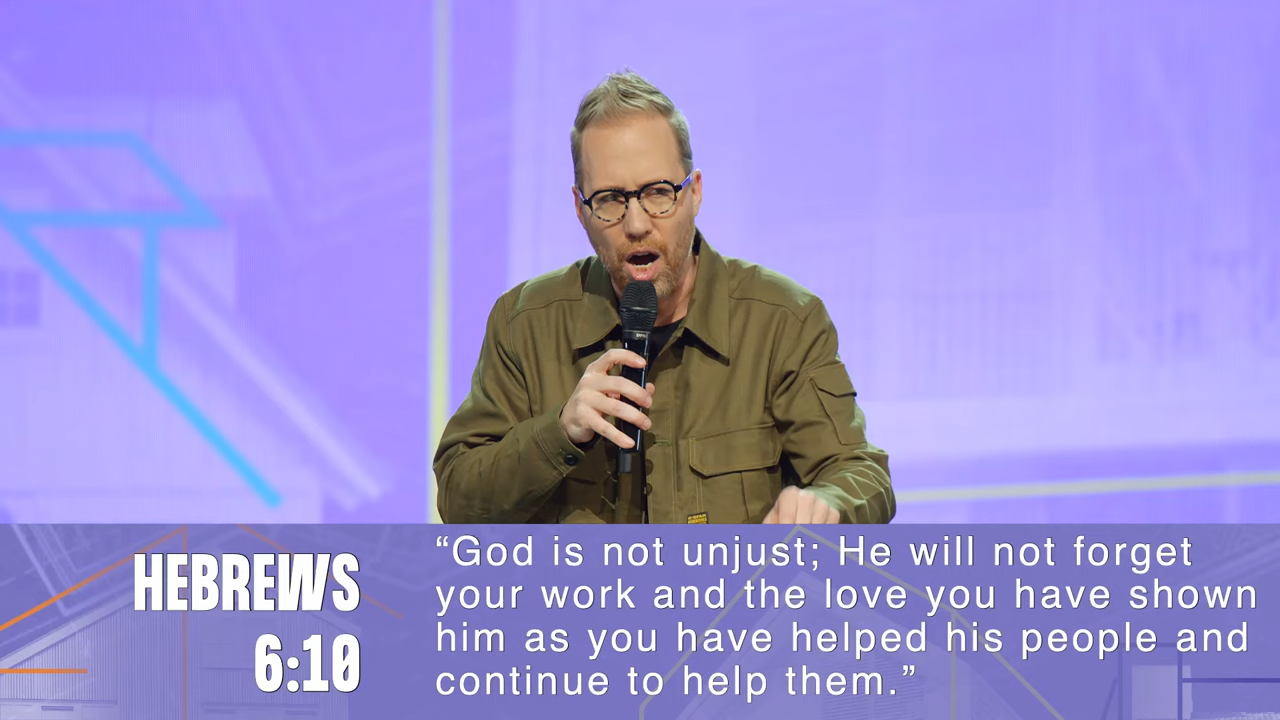 HEBREWS
6:10
“God is not unjust; He will not forget
your work and the love you have shown
him as you have helped his people and
continue to help them.”